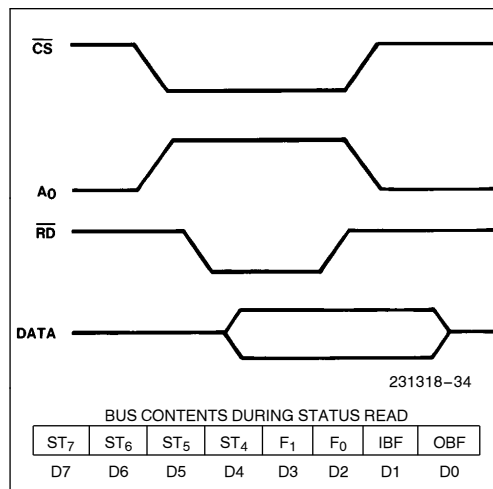 CS
A0
RD
DATA
231318–34
BUS CONTENTS DURING STATUS READ
ST7 ST6 ST5 ST4 F1 F0 IBF OBF
D7 D6 D5 D4 D3 D2 D1 D0